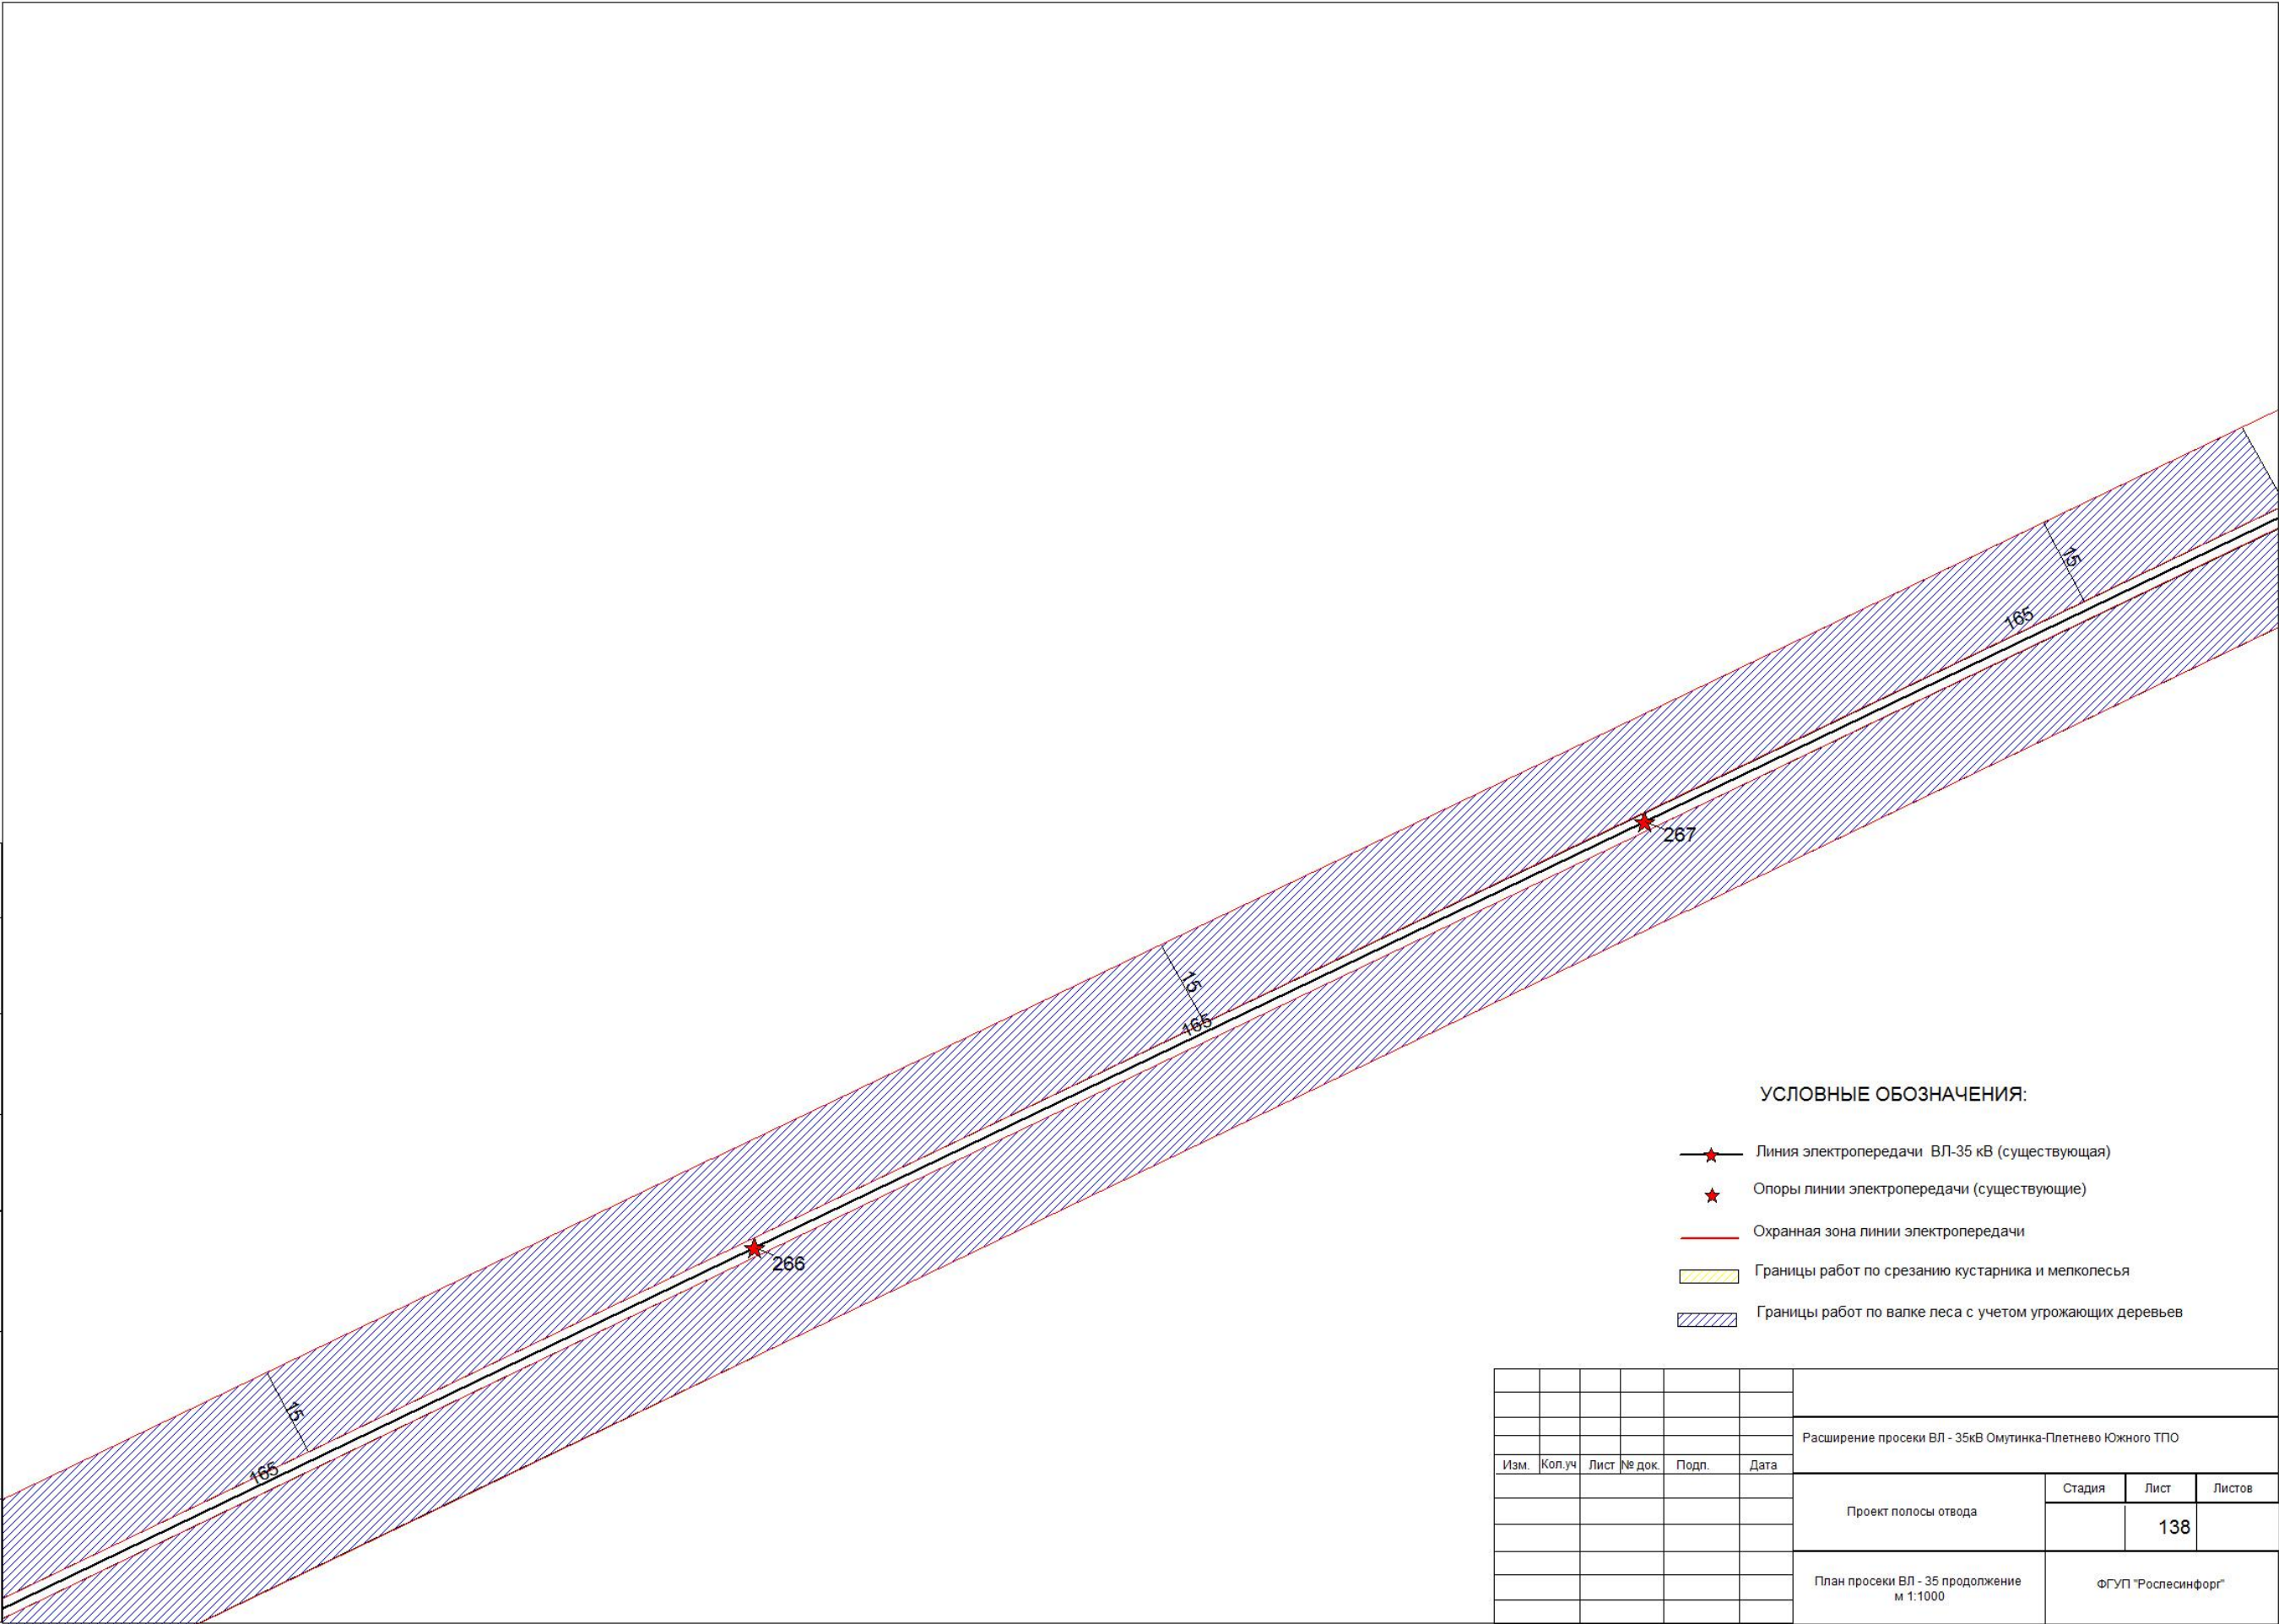 15
165
267
15
165
266
15
165
УСЛОВНЫЕ ОБОЗНАЧЕНИЯ:
Линия электропередачи ВЛ-35 кВ (существующая)
Опоры линии электропередачи (существующие)
Охранная зона линии электропередачи
Границы работ по срезанию кустарника и мелколесья
Границы работ по валке леса с учетом угрожающих деревьев
Расширение просеки ВЛ - 35кВ Омутинка-Плетнево Южного ТПО
Изм. Кол.уч Лист № док. Подп. Дата
Стадия Лист Листов
Проект полосы отвода
138
План просеки ВЛ - 35 продолжение
м 1:1000
ФГУП "Рослесинфорг"